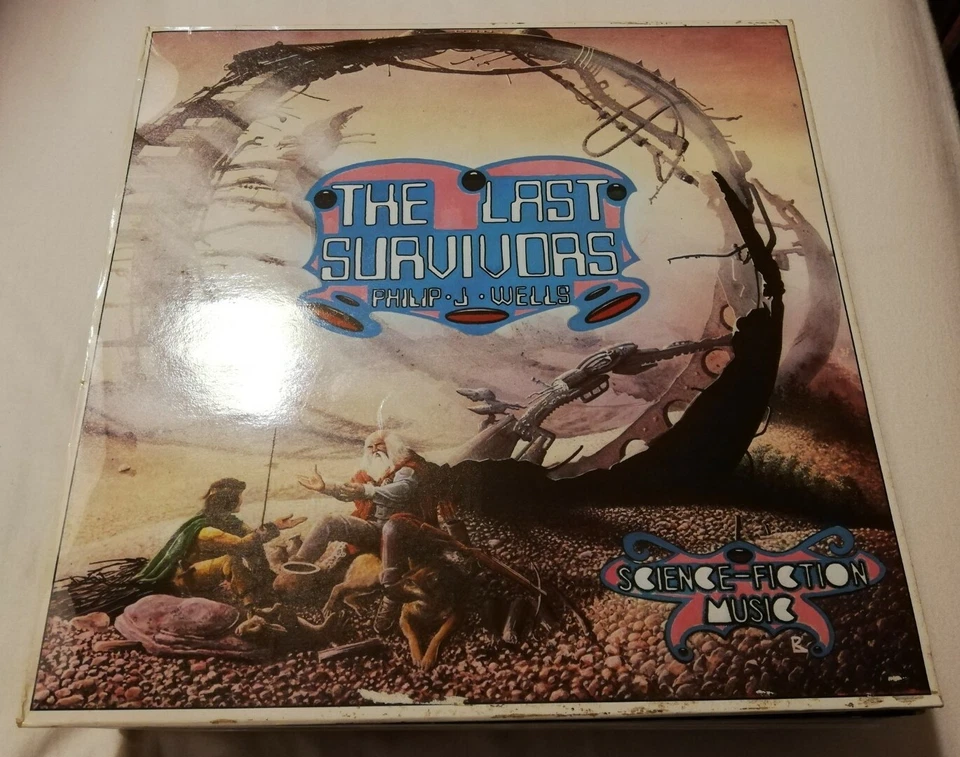 THE LAST
SURVIVORS
PHILIP · J · WELLS
SCIENCE-FICTION
MUSIC